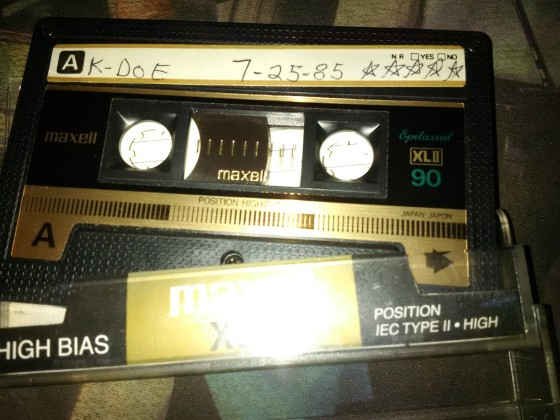 A K-DOE 7-25-85 ☆☆☆☆☆ N R □YES □NO
maxell
maxell
Epitaxial
XLII
90
POSITION HIGH
JAPAN JAPON
A
HIGH BIAS
POSITION
IEC TYPE II • HIGH